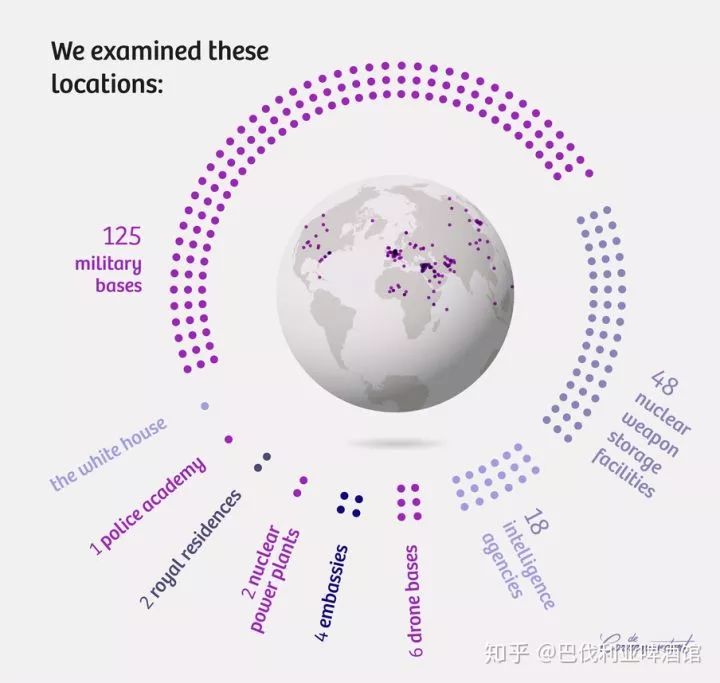 We examined these
locations:
125
military
bases
48
nuclear
weapon
storage
facilities
18
intelligence
agencies
6 drone bases
4 embassies
2 nuclear
power plants
2 royal residences
1 police academy
the white house
de
Correspondent
知乎 @巴伐利亚啤酒馆